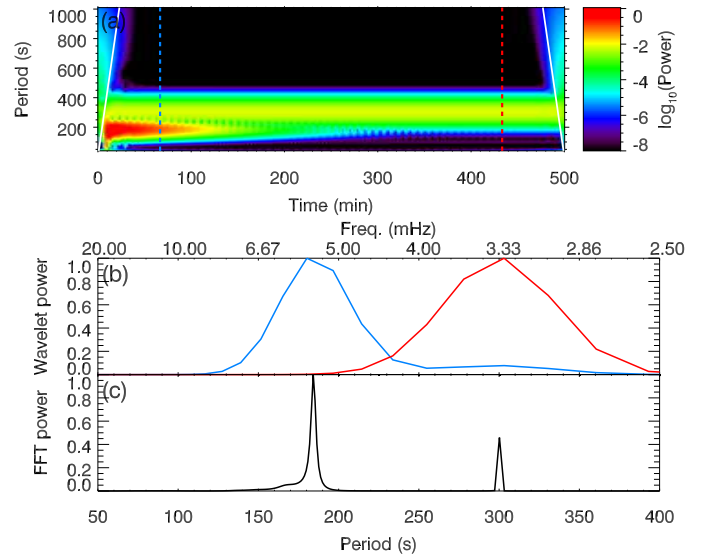 (a)
1000
800
600
400
200
Period (s)
0
-2
-4
-6
-8
log10(Power)
0 100 200 300 400 500
Time (min)
Freq. (mHz)
20.00 10.00 6.67 5.00 4.00 3.33 2.86 2.50
(b)
1.0
0.8
0.6
0.4
0.2
0.0
Wavelet power
(c)
1.0
0.8
0.6
0.4
0.2
0.0
FFT power
50 100 150 200 250 300 350 400
Period (s)